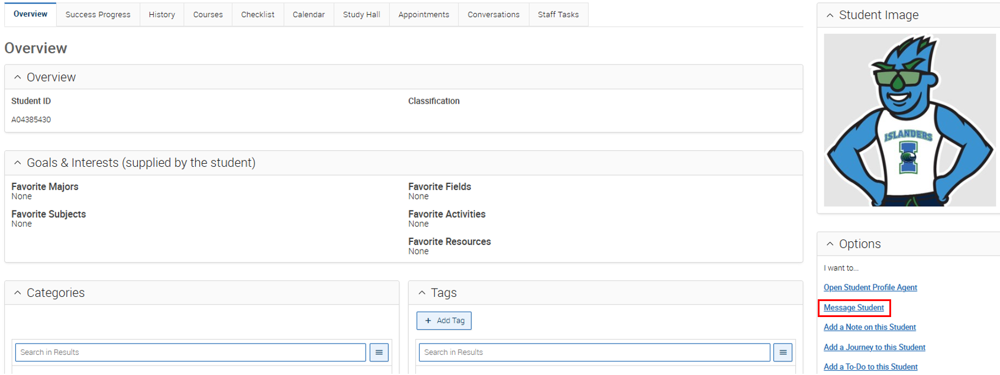 Overview Success Progress History Courses Checklist Calendar Study Hall Appointments Conversations Staff Tasks
Overview
Overview
Student ID Classification
A04385430
Goals & Interests (supplied by the student)
Favorite Majors Favorite Fields
None None
Favorite Subjects Favorite Activities
None None
Favorite Resources
None
Categories
Search in Results
Tags
+ Add Tag
Search in Results
Student Image
ISLANDERS
I
Options
I want to...
Open Student Profile Agent
Message Student
Add a Note on this Student
Add a Journey to this Student
Add a To-Do to this Student